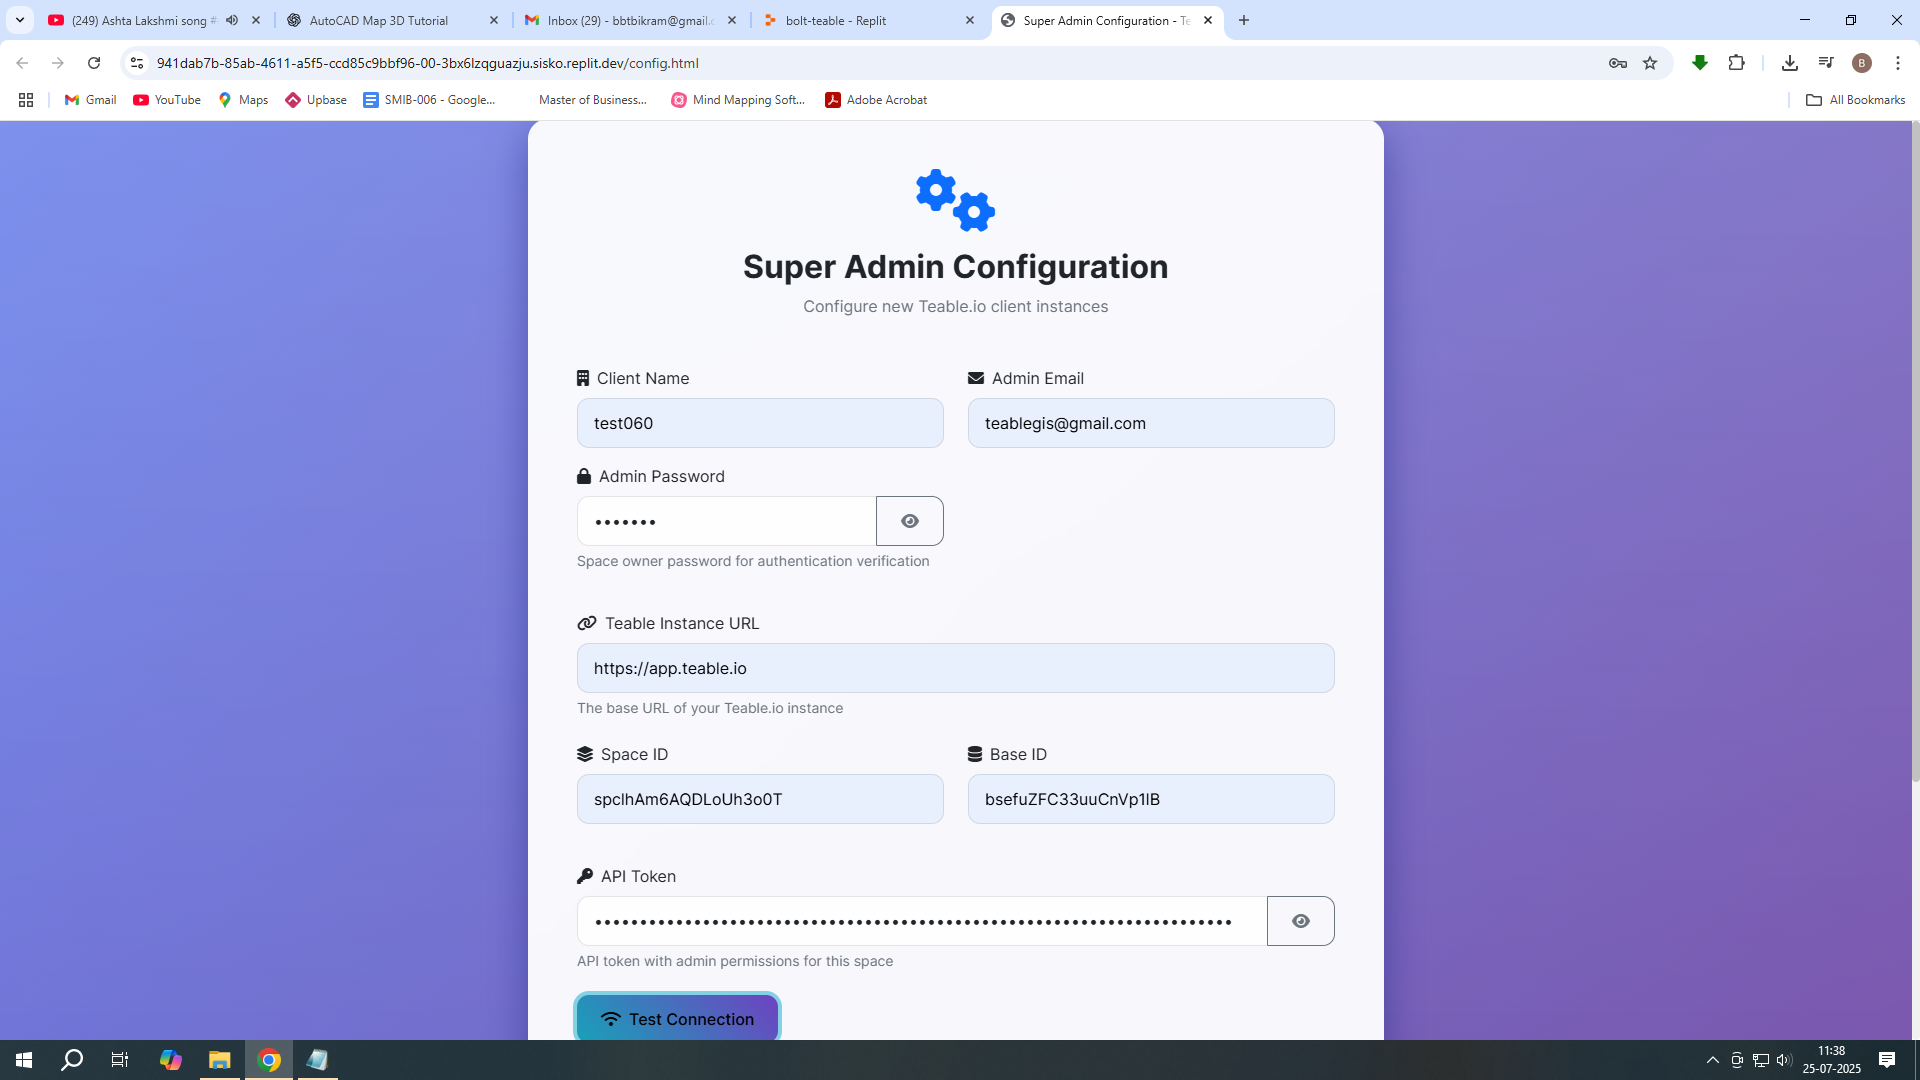 (249) Ashta Lakshmi song #
AutoCAD Map 3D Tutorial
Inbox (29) - bbtbikram@gmail.c
bolt-teable - Replit
Super Admin Configuration - Te
941dab7b-85ab-4611-a5f5-ccd85c9bbf96-00-3bx6lzqguazju.sisko.replit.dev/config.html
B
Gmail
YouTube
Maps
Upbase
SMIB-006 - Google...
Master of Business...
Mind Mapping Soft...
Adobe Acrobat
All Bookmarks
Super Admin Configuration
Configure new Teable.io client instances
Client Name
Admin Email
test060
teablegis@gmail.com
Admin Password
•••••••
Space owner password for authentication verification
Teable Instance URL
https://app.teable.io
The base URL of your Teable.io instance
Space ID
Base ID
spclhAm6AQDLoUh3o0T
bsefuZFC33uuCnVp1lB
API Token
API token with admin permissions for this space
Test Connection
11:38
25-07-2025